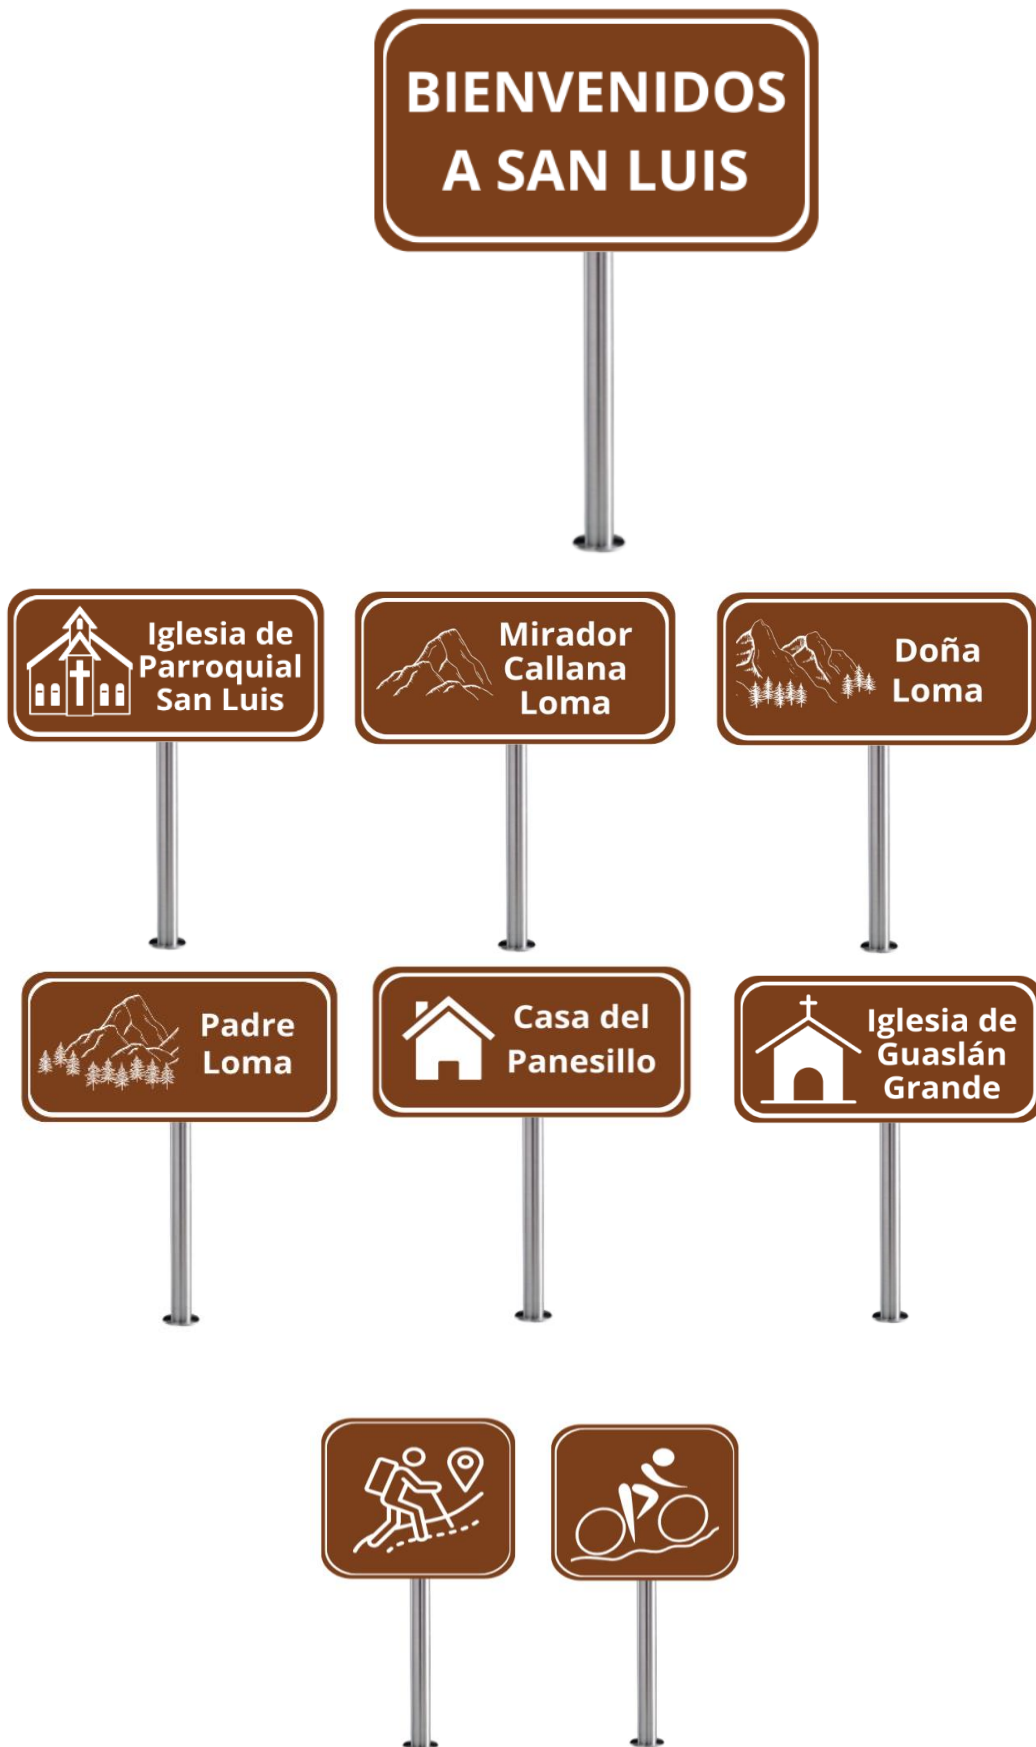 BIENVENIDOS
A SAN LUIS
Iglesia de
Parroquial
San Luis
Mirador
Callana
Loma
Doña
Loma
Padre
Loma
Casa del
Panesillo
Iglesia de
Guaslán
Grande